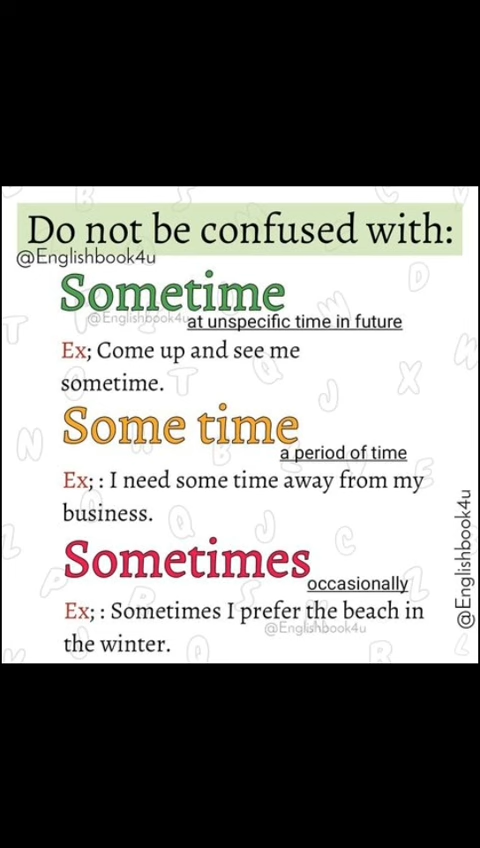 Do not be confused with:
@Englishbook4u
Sometime
@Englishbook4u
at unspecific time in future
Ex; Come up and see me
sometime.
Some time
a period of time
Ex; : I need some time away from my
business.
Sometimes
occasionally
Ex; : Sometimes I prefer the beach in
@Englishbook4u
the winter.
@Englishbook4u